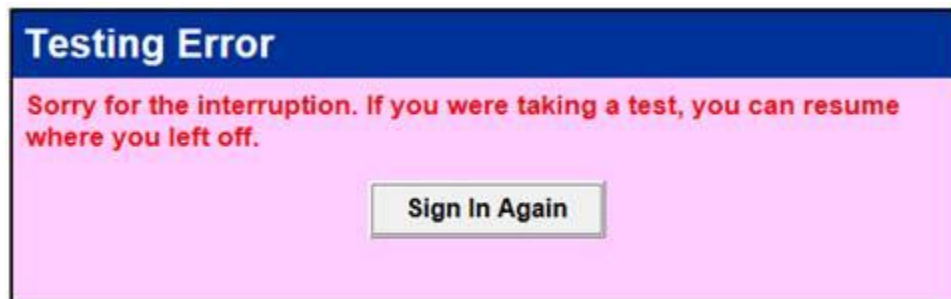 Testing Error
Sorry for the interruption. If you were taking a test, you can resume
where you left off.
Sign In Again